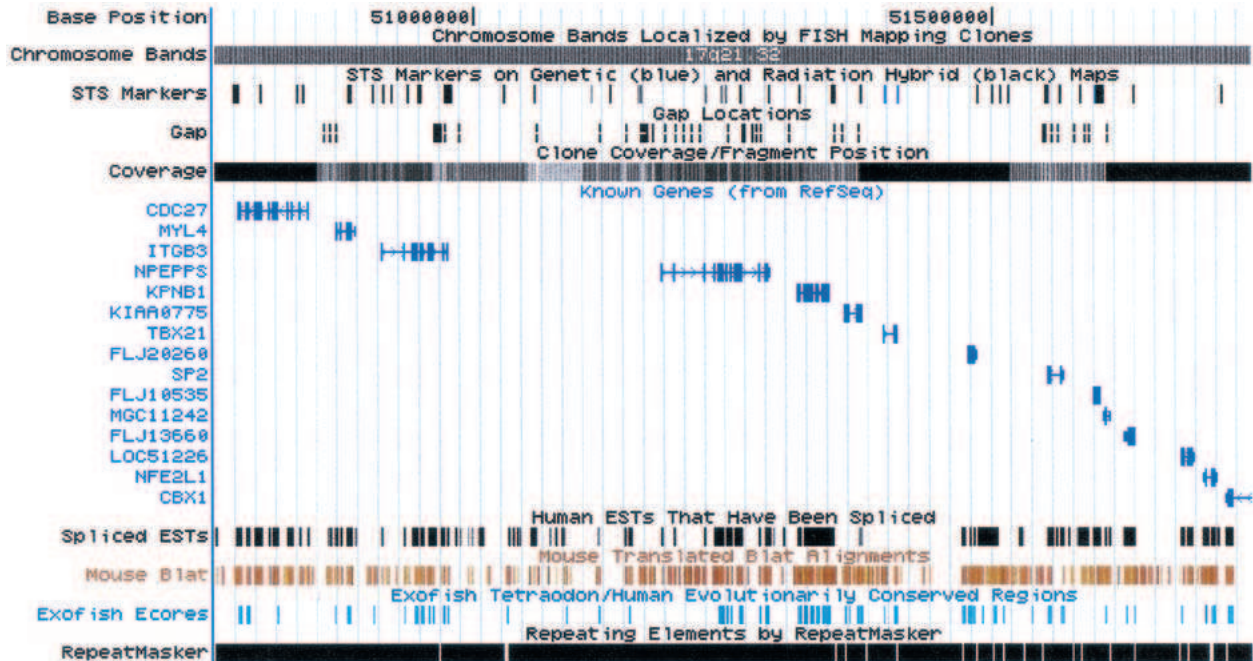 Base Position 51000000| 51500000|
Chromosome Bands Localized by FISH Mapping Clones
Chromosome Bands 17q21.32
STS Markers on Genetic (blue) and Radiation Hybrid (black) Maps
STS Markers
Gap Locations
Gap
Clone Coverage/Fragment Position
Coverage
Known Genes (from RefSeq)
CDC27
MYL4
ITGB3
NPEPPS
KPNB1
KIAA0775
TBX21
FLJ20260
SP2
FLJ10535
MGC11242
FLJ13660
LOC51226
NFE2L1
CBX1
Human ESTs That Have Been Spliced
Spliced ESTs
Mouse Translated Blat Alignments
Mouse Blat
Exofish Tetraodon/Human Evolutionarily Conserved Regions
Exofish Ecores
Repeating Elements by RepeatMasker
RepeatMasker